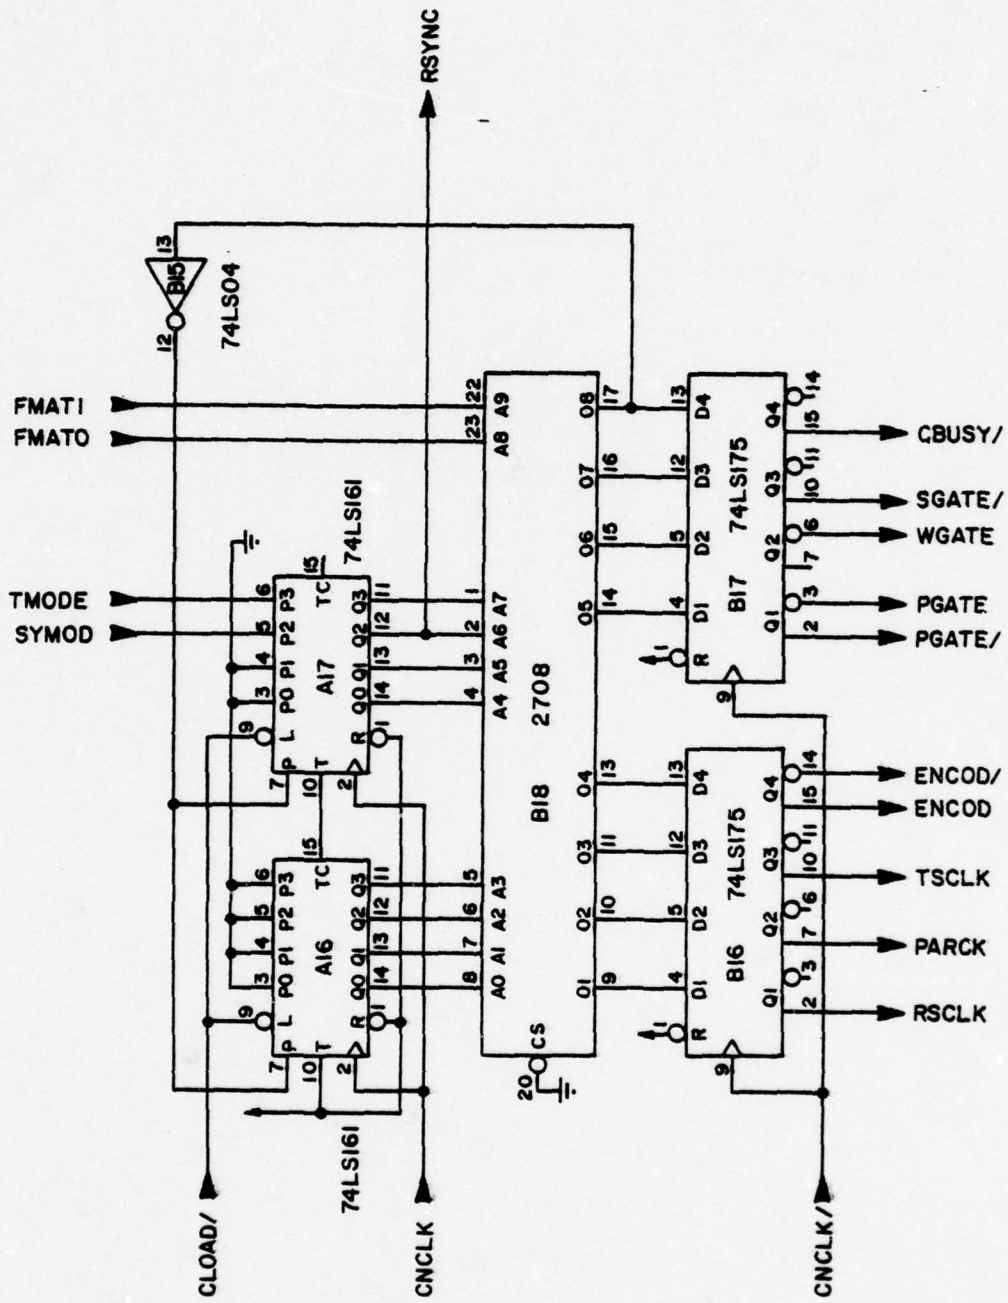 RSYNC
13
B15
12
74LS04
FMAT1
FMAT0
TMODE
SYMOD
22
23
A9
A8
74LS161
6
5
4
3
9
P3
P2
P1
P0
L
15
TC
A17
7
P
10
T
2
R
1
Q3
Q2
Q1
Q0
11
12
13
14
1
2
3
4
A7
A6
A5
A4
15
6
5
4
3
9
P3
P2
P1
P0
L
TC
A16
7
P
10
T
2
R
1
Q3
Q2
Q1
Q0
11
12
13
14
5
6
7
8
A3
A2
A1
A0
74LS161
2708
B18
20
CS
O8
O7
O6
O5
O4
O3
O2
O1
17
16
15
14
13
11
10
9
13
12
5
4
D4
D3
D2
D1
74LS175
B17
R
1
9
Q4
Q3
Q2
Q1
14
15
11
10
6
7
3
2
CBUSY/
SGATE/
WGATE
PGATE
PGATE/
13
12
5
4
D4
D3
D2
D1
74LS175
B16
R
1
9
Q4
Q3
Q2
Q1
14
15
11
10
6
7
3
2
ENCOD/
ENCOD
TSCLK
PARCK
RSCLK
CLOAD/
CNCLK
CNCLK/